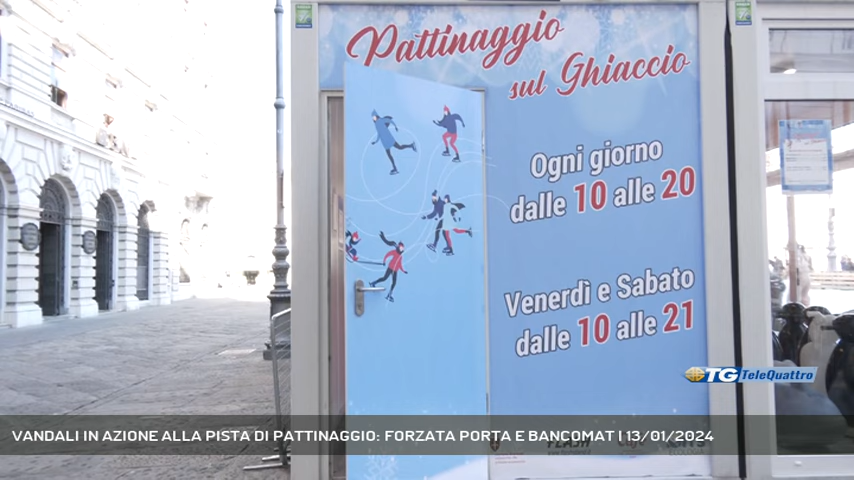 Pattinaggio
sul Ghiaccio
Ogni giorno
dalle 10 alle 20
Venerdì e Sabato
dalle 10 alle 21
TG TeleQuattro
VANDALI IN AZIONE ALLA PISTA DI PATTINAGGIO: FORZATA PORTA E BANCOMAT | 13/01/2024